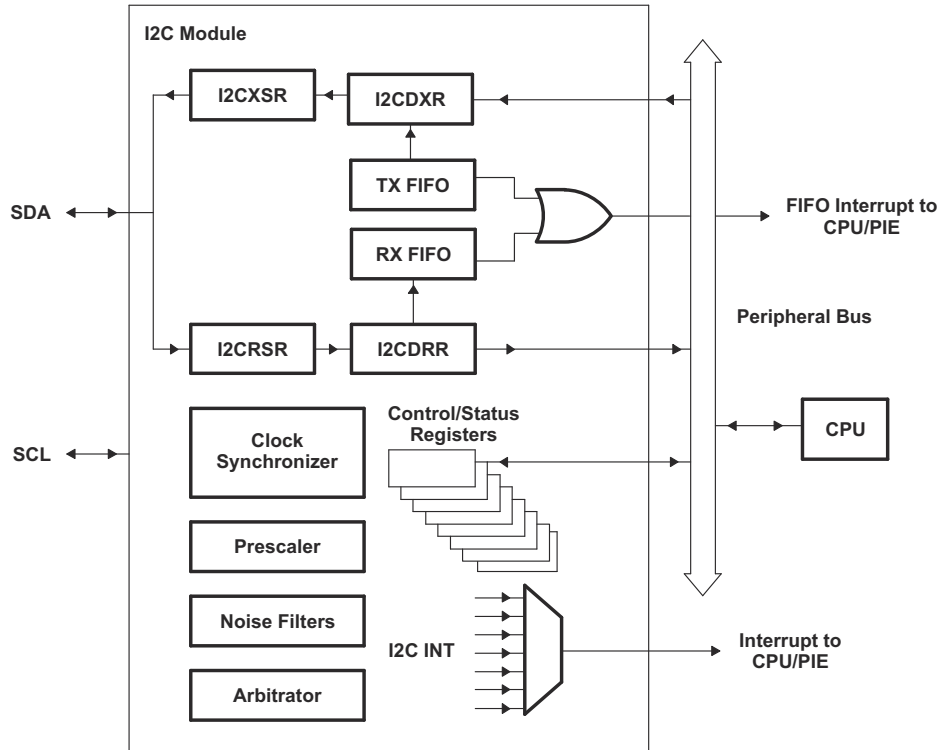 I2C Module
I2CXSR
I2CDXR
TX FIFO
SDA
FIFO Interrupt to
CPU/PIE
RX FIFO
Peripheral Bus
I2CRSR
I2CDRR
Control/Status
Registers
Clock
Synchronizer
SCL
CPU
Prescaler
Noise Filters
I2C INT
Interrupt to
CPU/PIE
Arbitrator